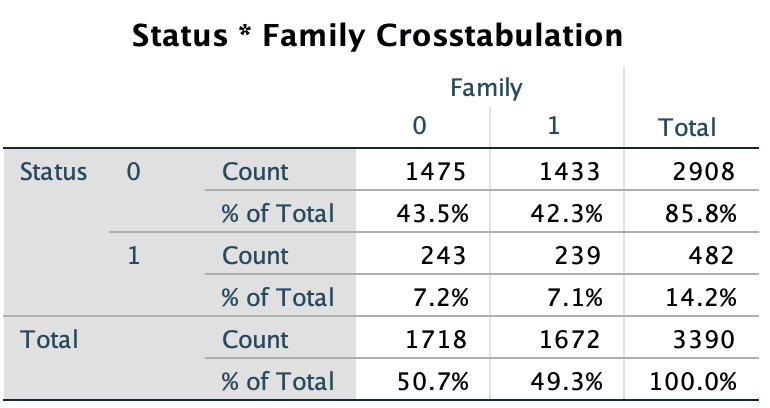 Status * Family Crosstabulation
Family
0 1 Total
Status 0 Count 1475 1433 2908
% of Total 43.5% 42.3% 85.8%
1 Count 243 239 482
% of Total 7.2% 7.1% 14.2%
Total Count 1718 1672 3390
% of Total 50.7% 49.3% 100.0%